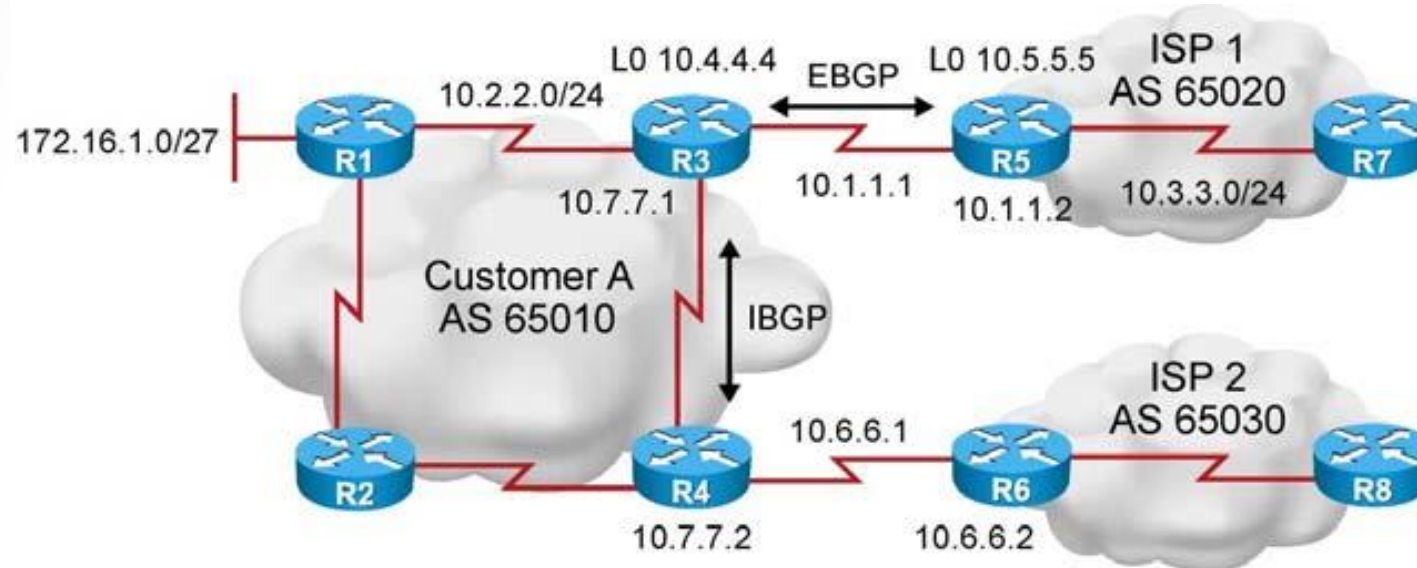 L0 10.4.4.4
EBGP
L0 10.5.5.5
ISP 1
AS 65020
10.2.2.0/24
172.16.1.0/27
R1
R3
R5
R7
10.7.7.1
10.1.1.1
10.1.1.2
10.3.3.0/24
Customer A
AS 65010
IBGP
ISP 2
AS 65030
10.6.6.1
R2
R4
R6
R8
10.7.7.2
10.6.6.2